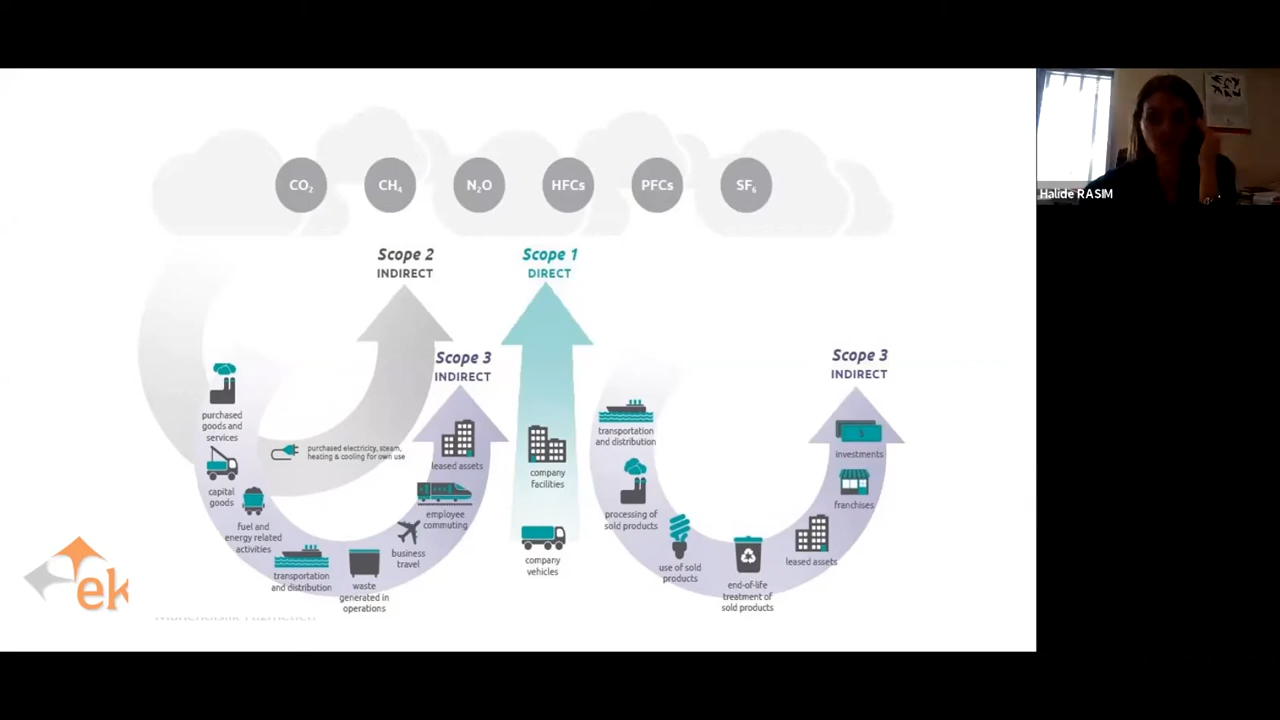 CO₂
CH₄
N₂O
HFCs
PFCs
SF₆
Halide RASIM
Scope 2
INDIRECT
Scope 1
DIRECT
Scope 3
INDIRECT
Scope 3
INDIRECT
purchased
goods and
services
capital
goods
fuel and
energy related
activities
transportation
and distribution
waste
generated in
operations
business
travel
employee
commuting
leased assets
purchased electricity, steam,
heating & cooling for own use
company
facilities
company
vehicles
transportation
and distribution
processing of
sold products
use of sold
products
end-of-life
treatment of
sold products
leased assets
franchises
$
investments
ek